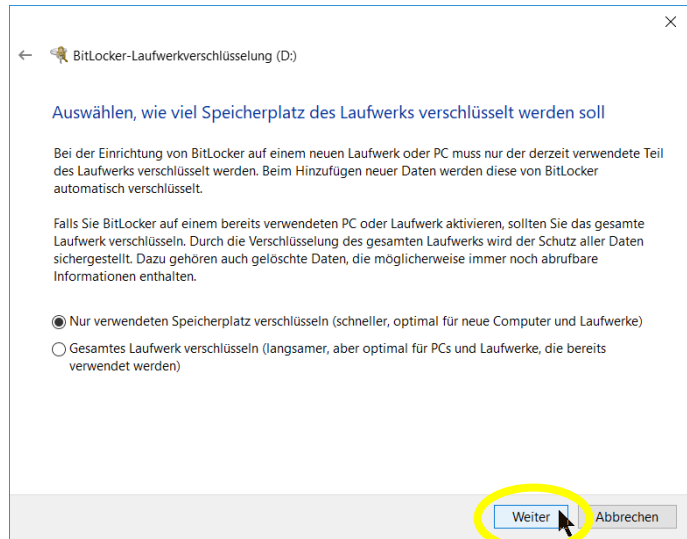 BitLocker-Laufwerkverschlüsselung (D:)
Auswählen, wie viel Speicherplatz des Laufwerks verschlüsselt werden soll
Bei der Einrichtung von BitLocker auf einem neuen Laufwerk oder PC muss nur der derzeit verwendete Teil
des Laufwerks verschlüsselt werden. Beim Hinzufügen neuer Daten werden diese von BitLocker
automatisch verschlüsselt.
Falls Sie BitLocker auf einem bereits verwendeten PC oder Laufwerk aktivieren, sollten Sie das gesamte
Laufwerk verschlüsseln. Durch die Verschlüsselung des gesamten Laufwerks wird der Schutz aller Daten
sichergestellt. Dazu gehören auch gelöschte Daten, die möglicherweise immer noch abrufbare
Informationen enthalten.
Nur verwendeten Speicherplatz verschlüsseln (schneller, optimal für neue Computer und Laufwerke)
Gesamtes Laufwerk verschlüsseln (langsamer, aber optimal für PCs und Laufwerke, die bereits
verwendet werden)
Weiter Abbrechen